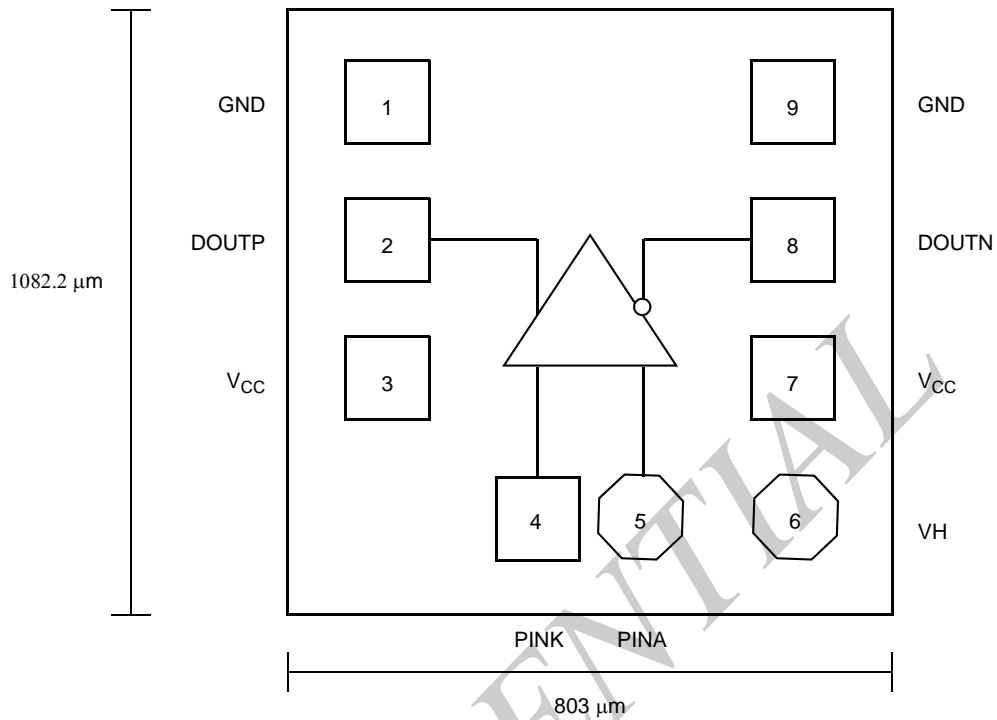 GND 1 9 GND
DOUTP 2 8 DOUTN
1082.2 μm
VCC 3 7 VCC
4 5 6 VH
PINK PINA
803 μm
ENTIAL